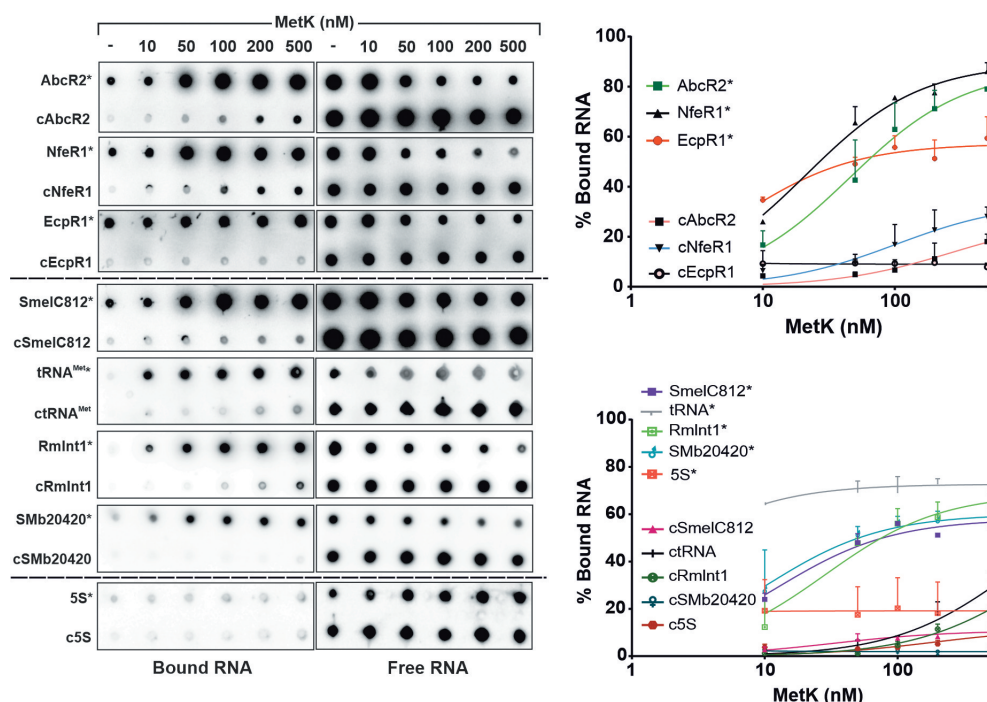 MetK (nM)
- 10 50 100 200 500 - 10 50 100 200 500
AbcR2*
cAbcR2
NfeR1*
cNfeR1
EcpR1*
cEcpR1
SmelC812*
cSmelC812
tRNAMet*
ctRNAMet
RmInt1*
cRmInt1
SMb20420*
cSMb20420
5S*
c5S
Bound RNA Free RNA
100
80
60
40
20
0
% Bound RNA
AbcR2*
NfeR1*
EcpR1*
cAbcR2
cNfeR1
cEcpR1
1 10 100
MetK (nM)
SmelC812*
tRNA*
RmInt1*
SMb20420*
5S*
cSmelC812
ctRNA
cRmInt1
cSMb20420
c5S
100
80
60
40
20
0
% Bound RNA
1 10 100
MetK (nM)